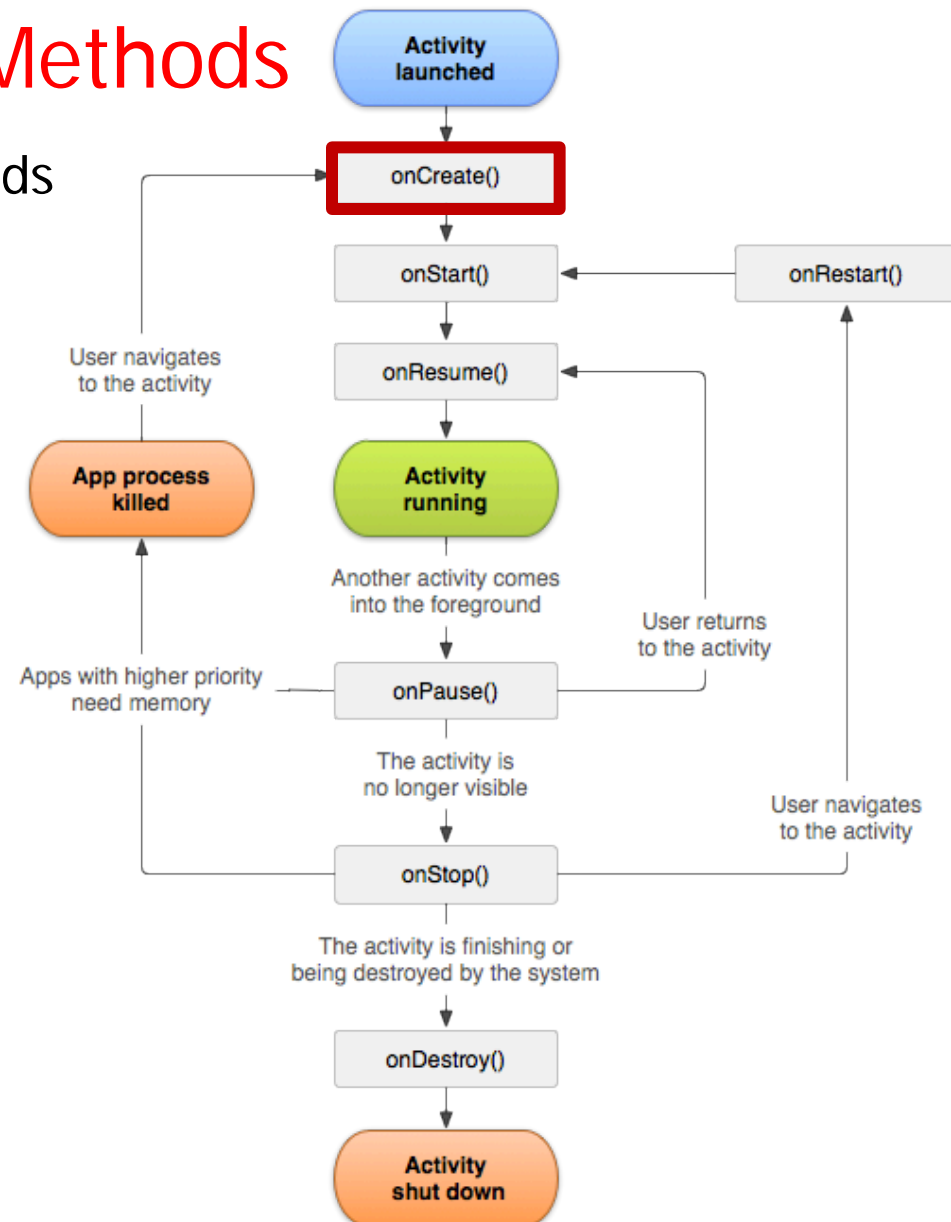 Methods
ds
Activity
launched
onCreate()
onStart()
onRestart()
User navigates
to the activity
onResume()
App process
killed
Activity
running
Another activity comes
into the foreground
User returns
to the activity
Apps with higher priority
need memory
onPause()
The activity is
no longer visible
User navigates
to the activity
onStop()
The activity is finishing or
being destroyed by the system
onDestroy()
Activity
shut down